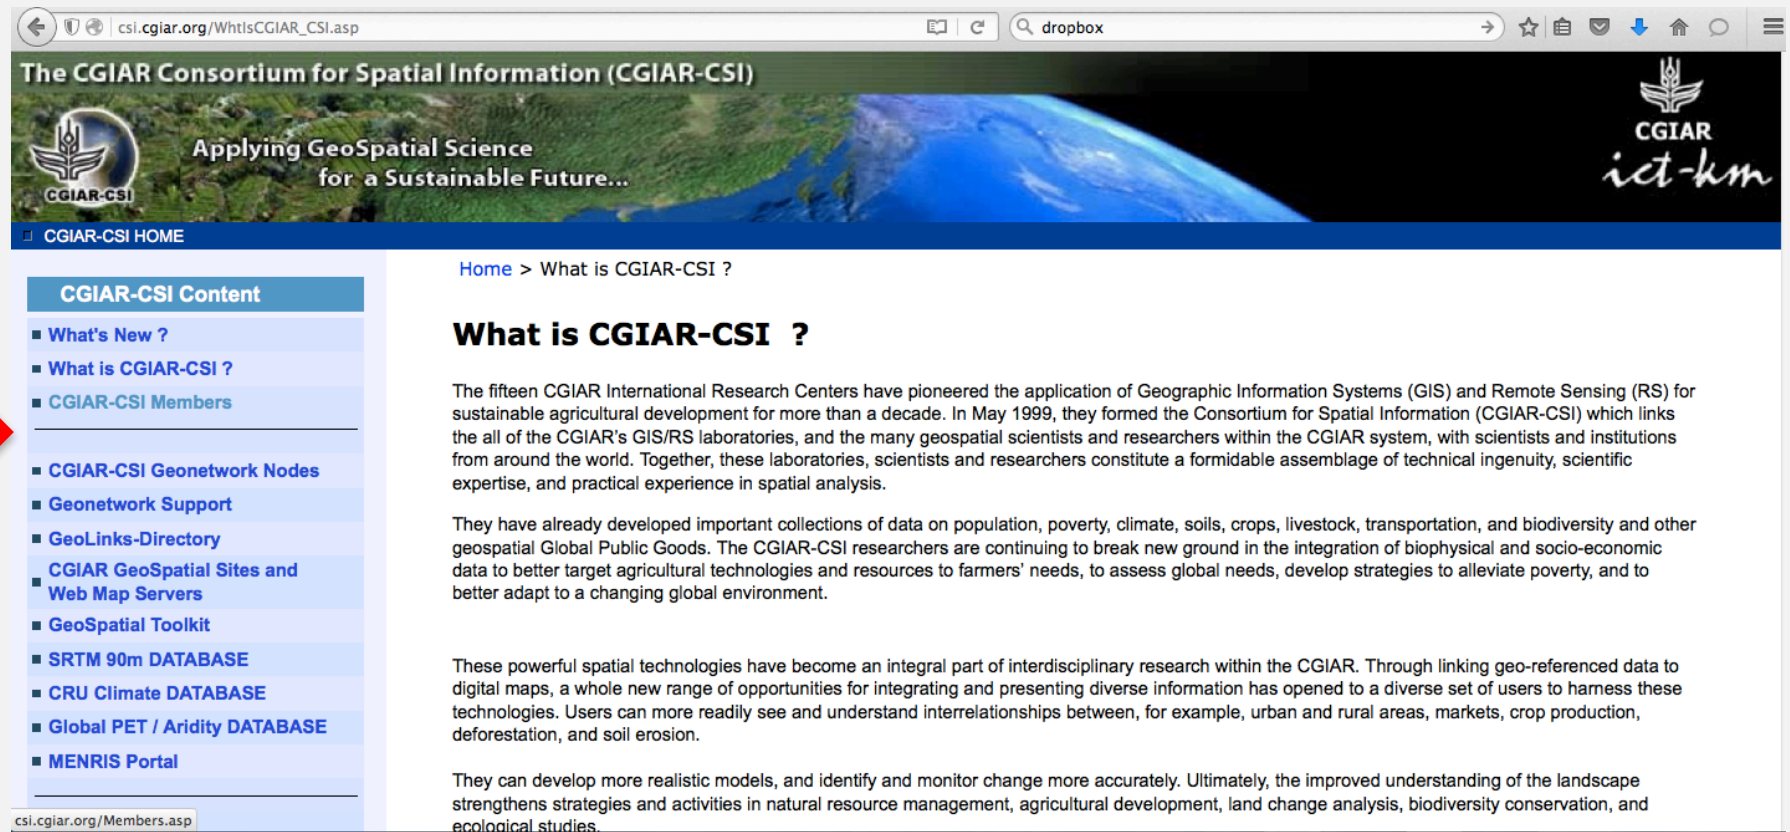 csi.cgiar.org/WhtIsCGIAR_CSI.asp
dropbox
The CGIAR Consortium for Spatial Information (CGIAR-CSI)
Applying GeoSpatial Science
for a Sustainable Future...
CGIAR-CSI
CGIAR
ict-km
CGIAR-CSI HOME
CGIAR-CSI Content
What's New ?
What is CGIAR-CSI ?
CGIAR-CSI Members
CGIAR-CSI Geonetwork Nodes
Geonetwork Support
GeoLinks-Directory
CGIAR GeoSpatial Sites and
Web Map Servers
GeoSpatial Toolkit
SRTM 90m DATABASE
CRU Climate DATABASE
Global PET / Aridity DATABASE
MENRIS Portal
Home > What is CGIAR-CSI ?
What is CGIAR-CSI ?
The fifteen CGIAR International Research Centers have pioneered the application of Geographic Information Systems (GIS) and Remote Sensing (RS) for
sustainable agricultural development for more than a decade. In May 1999, they formed the Consortium for Spatial Information (CGIAR-CSI) which links
the all of the CGIAR's GIS/RS laboratories, and the many geospatial scientists and researchers within the CGIAR system, with scientists and institutions
from around the world. Together, these laboratories, scientists and researchers constitute a formidable assemblage of technical ingenuity, scientific
expertise, and practical experience in spatial analysis.
They have already developed important collections of data on population, poverty, climate, soils, crops, livestock, transportation, and biodiversity and other
geospatial Global Public Goods. The CGIAR-CSI researchers are continuing to break new ground in the integration of biophysical and socio-economic
data to better target agricultural technologies and resources to farmers' needs, to assess global needs, develop strategies to alleviate poverty, and to
better adapt to a changing global environment.
These powerful spatial technologies have become an integral part of interdisciplinary research within the CGIAR. Through linking geo-referenced data to
digital maps, a whole new range of opportunities for integrating and presenting diverse information has opened to a diverse set of users to harness these
technologies. Users can more readily see and understand interrelationships between, for example, urban and rural areas, markets, crop production,
deforestation, and soil erosion.
They can develop more realistic models, and identify and monitor change more accurately. Ultimately, the improved understanding of the landscape
strengthens strategies and activities in natural resource management, agricultural development, land change analysis, biodiversity conservation, and
ecological studies.
csi.cgiar.org/Members.asp